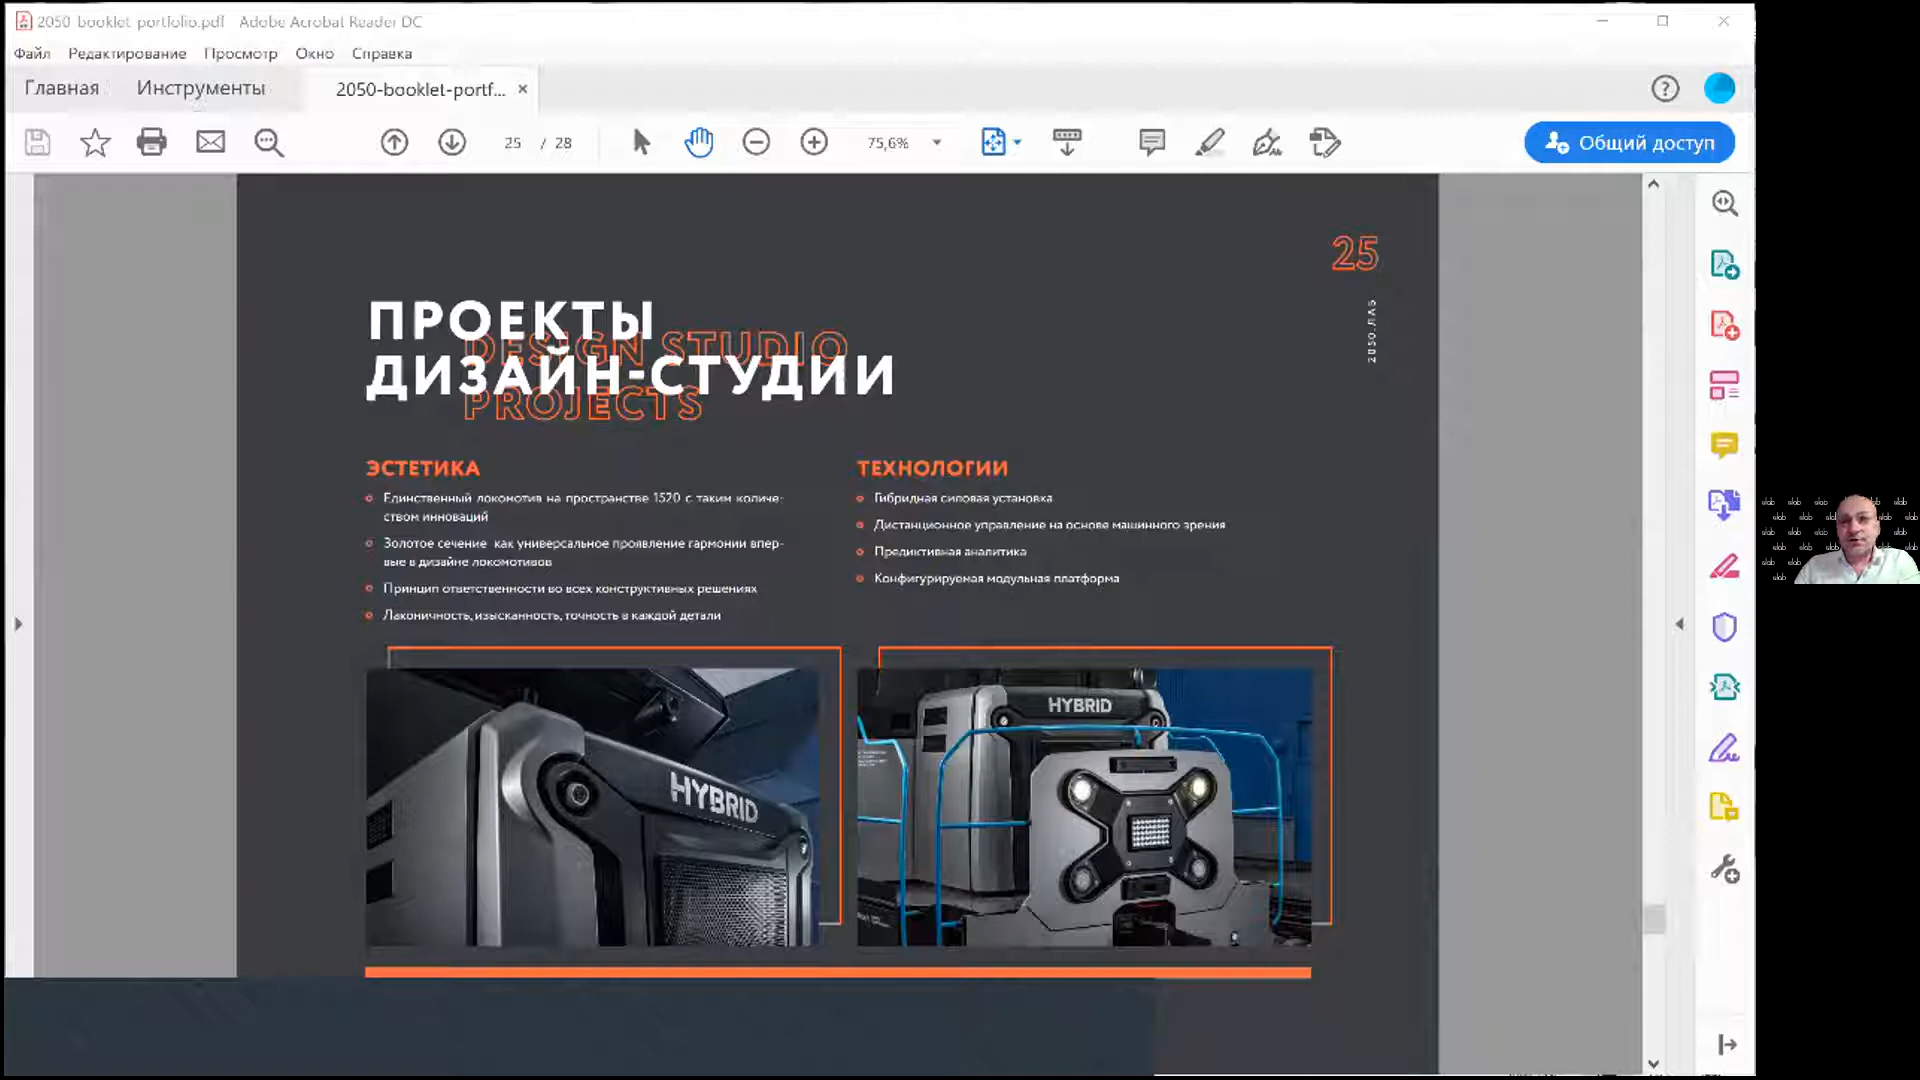 2050 booklet portfolio.pdf - Adobe Acrobat Reader DC
Файл Редактирование Просмотр Окно Справка
Главная Инструменты 2050-booklet-portf... ×
25 / 28 75,6% Общий доступ
25
2050.ЛАБ
ПРОЕКТЫ
DESIGN STUDIO
ДИЗАЙН-СТУДИИ
PROJECTS
ЭСТЕТИКА
Единственный локомотив на пространстве 1520 с таким количе-
ством инноваций
Золотое сечение как универсальное проявление гармонии впер-
вые в дизайне локомотивов
Принцип ответственности во всех конструктивных решениях
Лаконичность, изысканность, точность в каждой детали
ТЕХНОЛОГИИ
Гибридная силовая установка
Дистанционное управление на основе машинного зрения
Предиктивная аналитика
Конфигурируемая модульная платформа
HYBRID
HYBRID